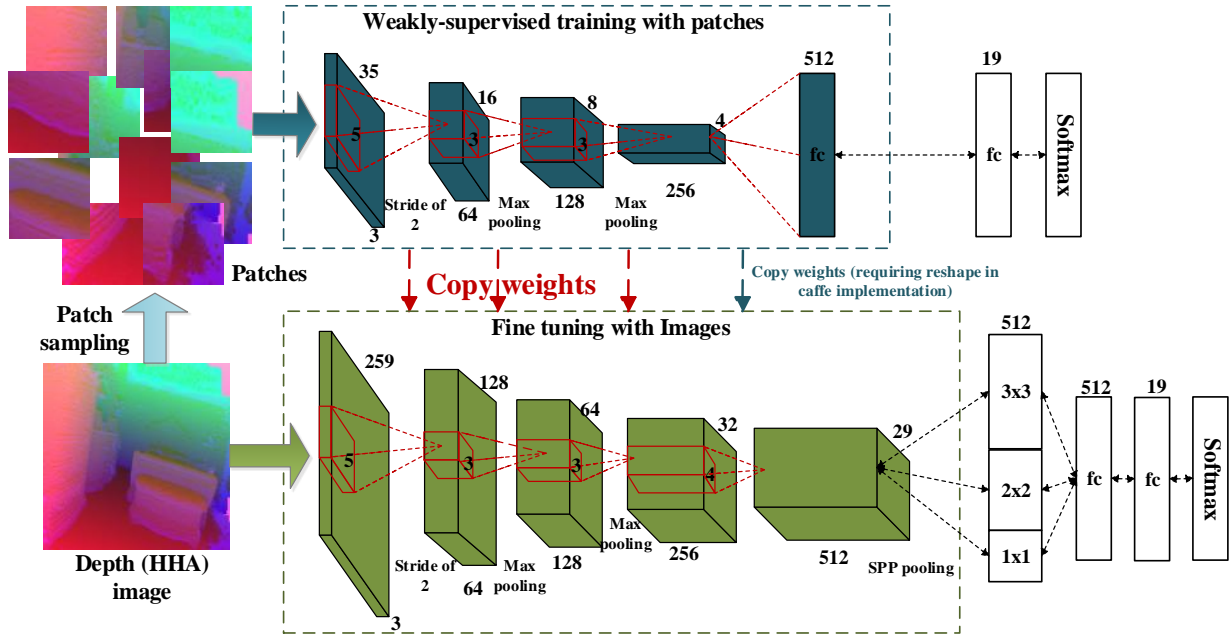 Weakly-supervised training with patches
35
5
3
Stride of
2
16
3
64
Max
pooling
8
3
128
Max
pooling
4
256
512
fc
19
fc
Softmax
Patches
Patch
sampling
Copy weights
Copy weights (requiring reshape in
caffe implementation)
Fine tuning with Images
259
5
3
Stride of
2
128
3
64
Max
pooling
64
3
128
Max
pooling
32
4
256
29
512
SPP pooling
512
3x3
2x2
1x1
512
fc
19
fc
Softmax
Depth (HHA)
image